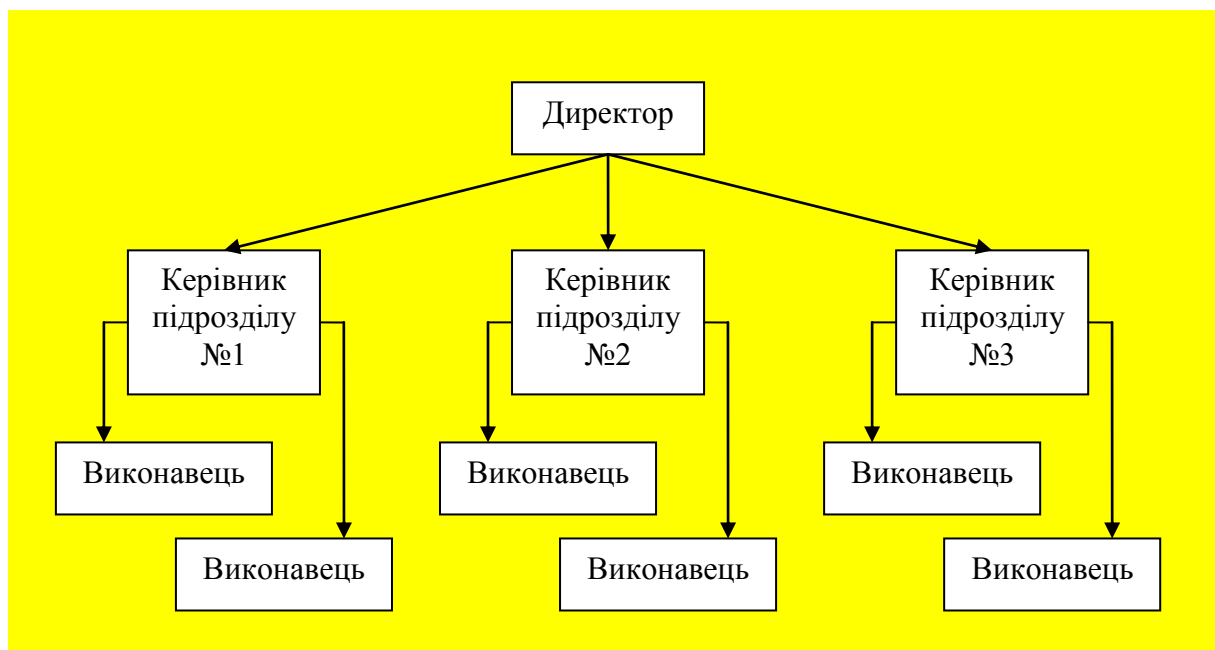 Директор
Керівник
підрозділу
№1
Керівник
підрозділу
№2
Керівник
підрозділу
№3
Виконавець
Виконавець
Виконавець
Виконавець
Виконавець
Виконавець